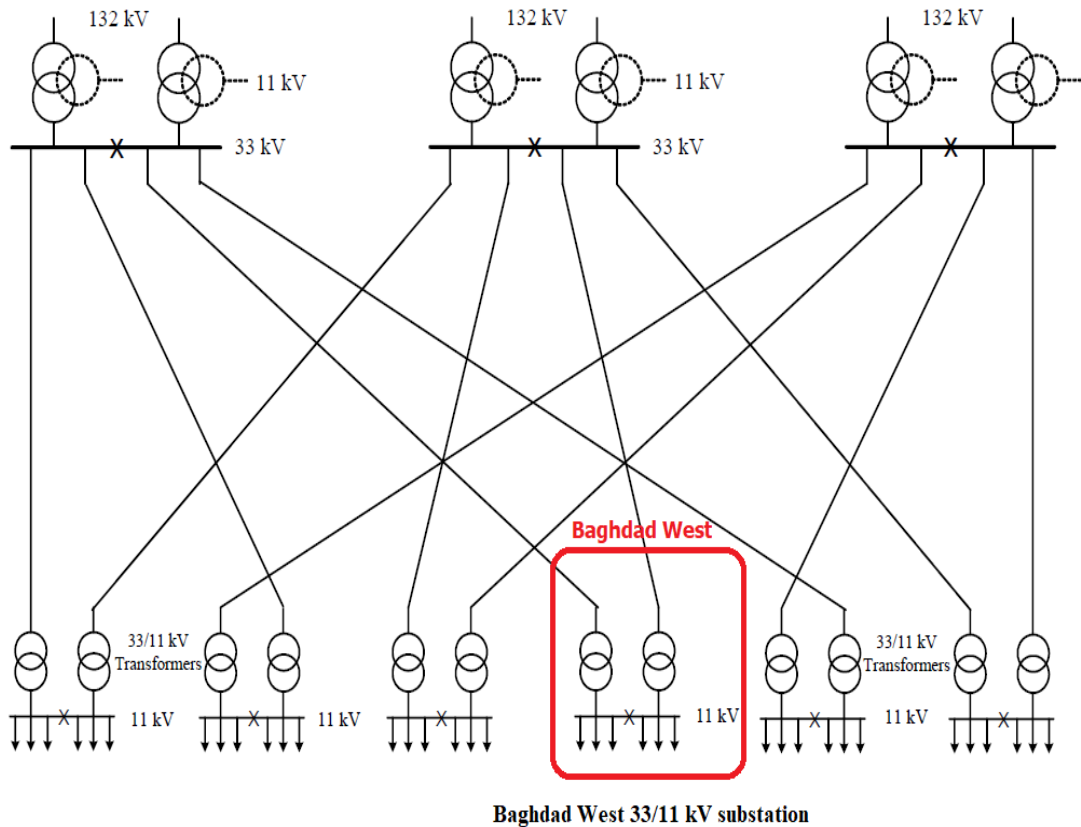 132 kV
132 kV
132 kV
11 kV
11 kV
X
33 kV
X
33 kV
X
Baghdad West
33/11 kV
Transformers
33/11 kV
Transformers
X
11 kV
X
11 kV
X
X
11 kV
X
11 kV
X
Baghdad West 33/11 kV substation